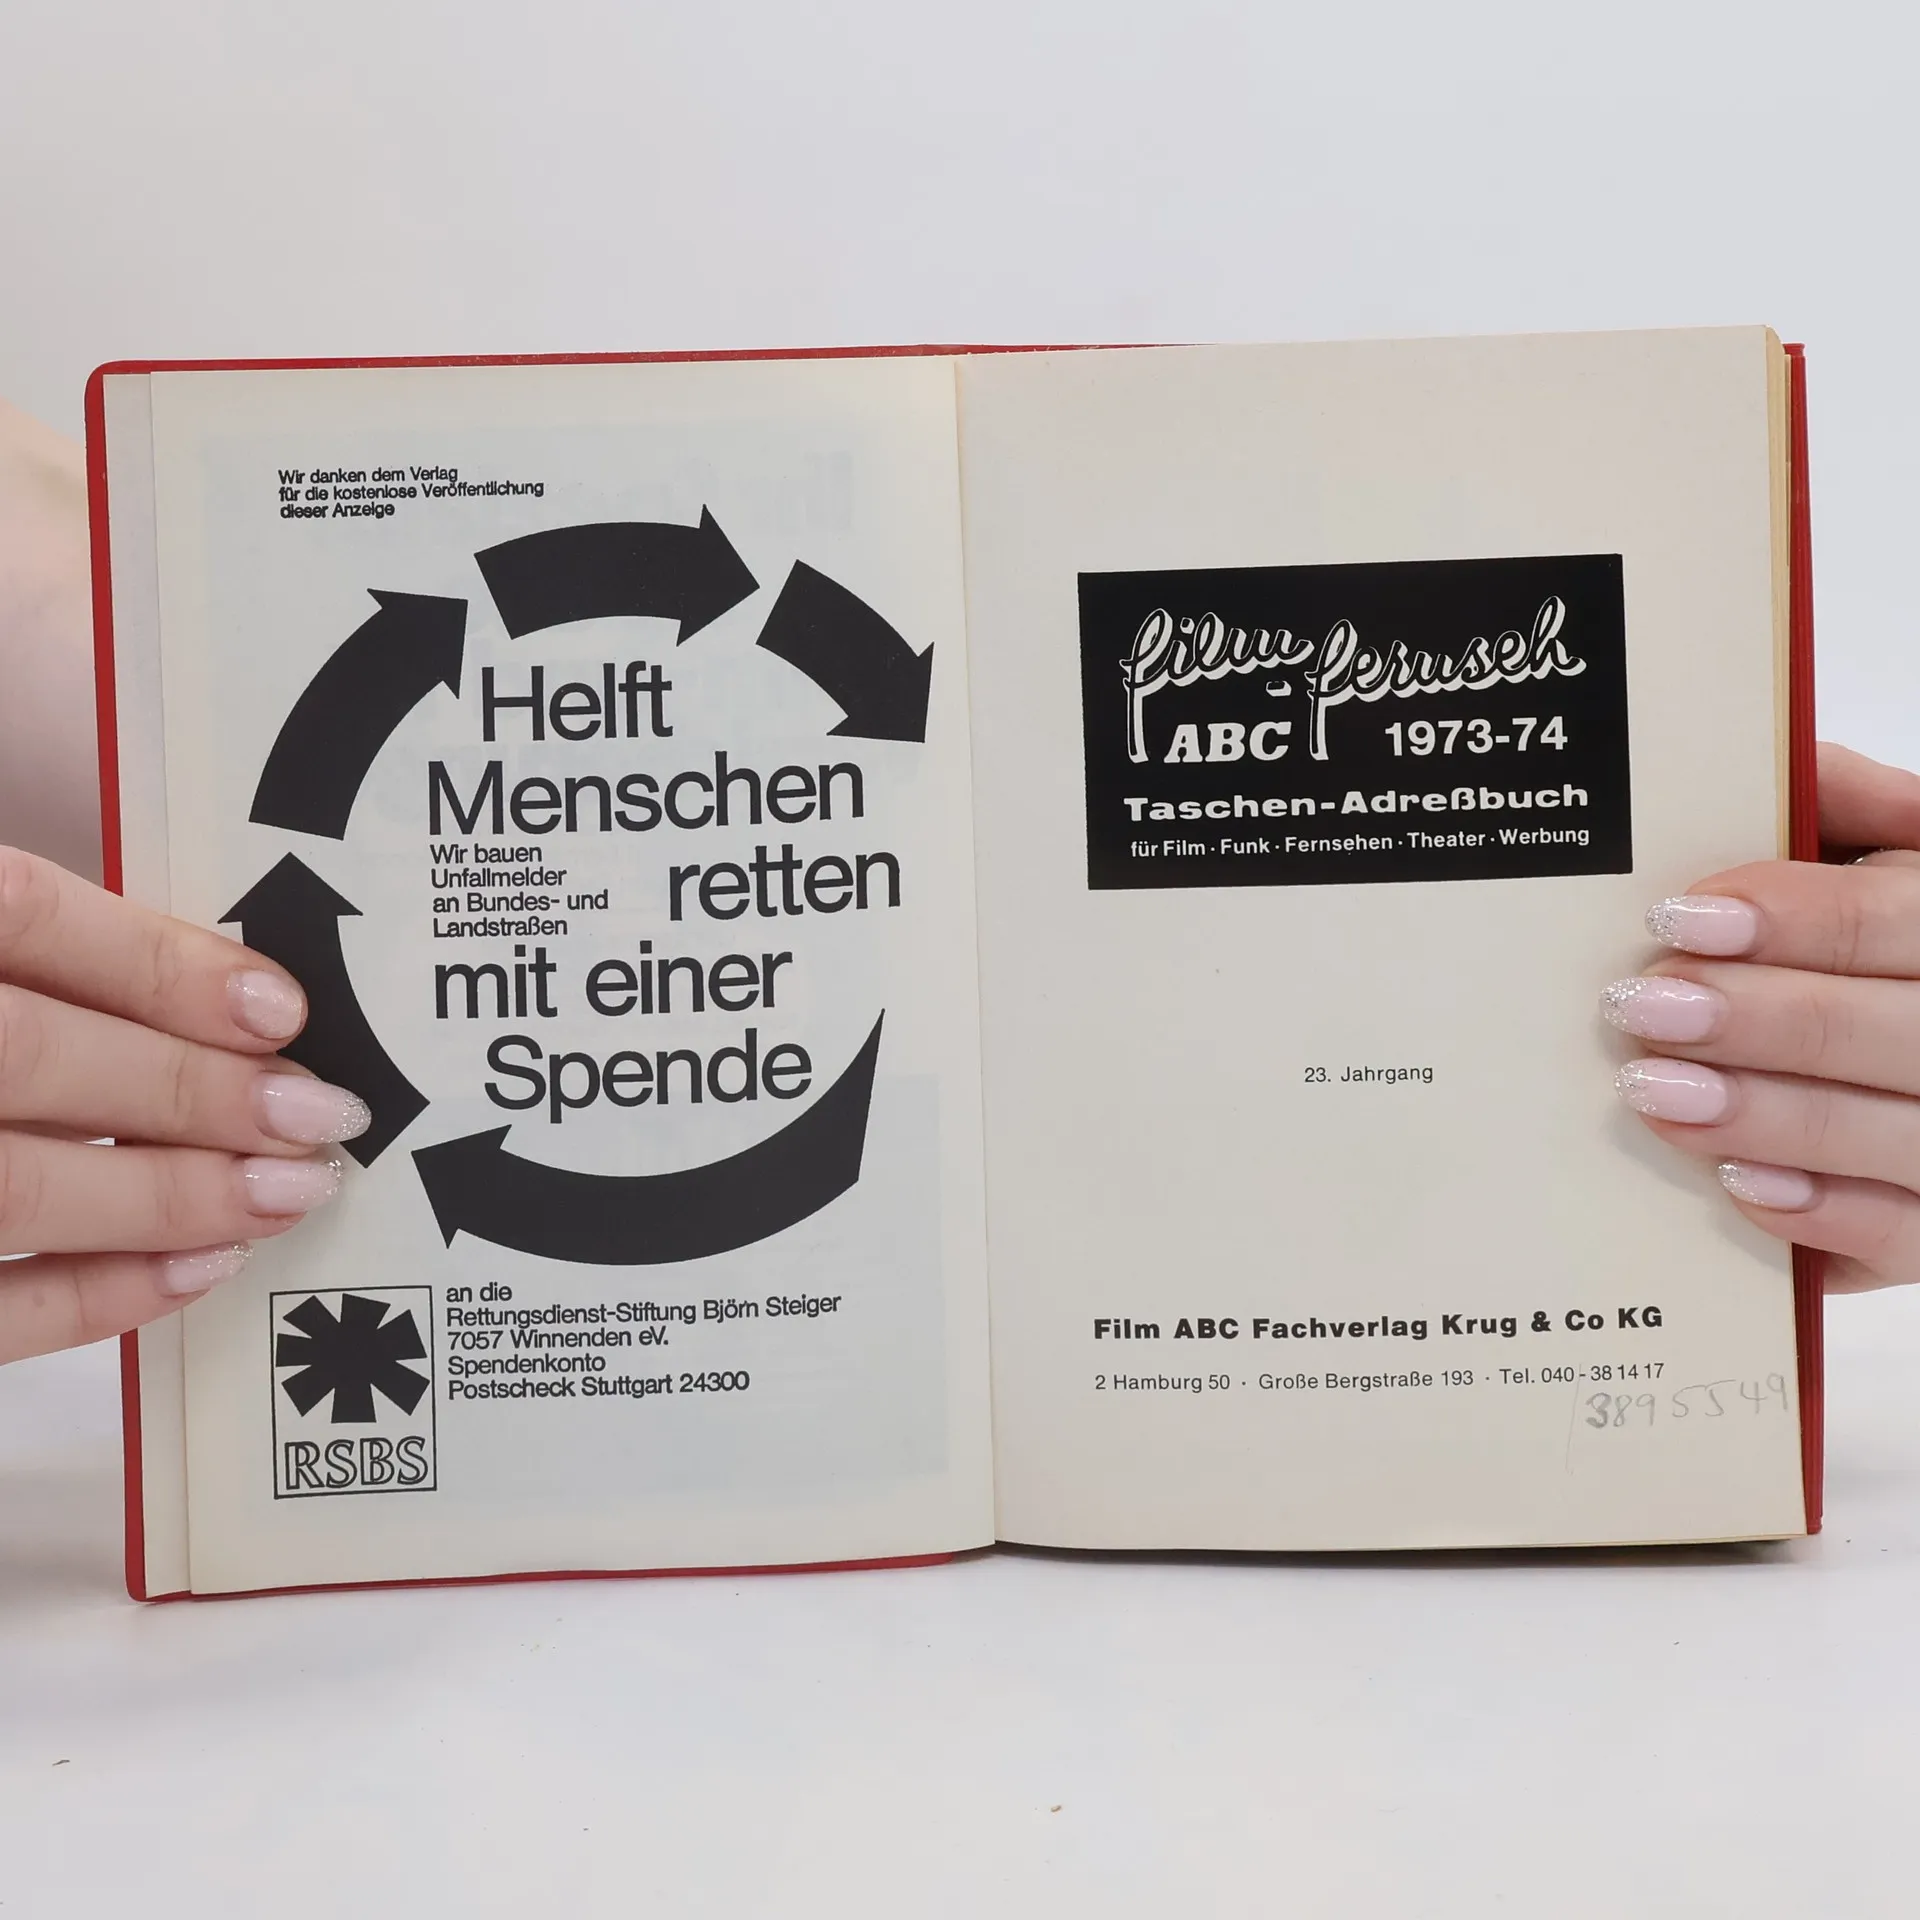 Wir danken dem Verlag
für die kostenlose Veröffentlichung
dieser Anzeige
Helft
Menschen
Wir bauen
Unfallmelder
an Bundes- und
Landstraßen
retten
mit einer
Spende
an die
Rettungsdienst-Stiftung Björn Steiger
7057 Winnenden eV.
Spendenkonto
Postscheck Stuttgart 24300
RSBS
film-fernseh
ABC 1973-74
Taschen-Adreßbuch
für Film · Funk · Fernsehen · Theater · Werbung
23. Jahrgang
Film ABC Fachverlag Krug & Co KG
2 Hamburg 50 · Große Bergstraße 193 · Tel. 040-38 14 17
3895549